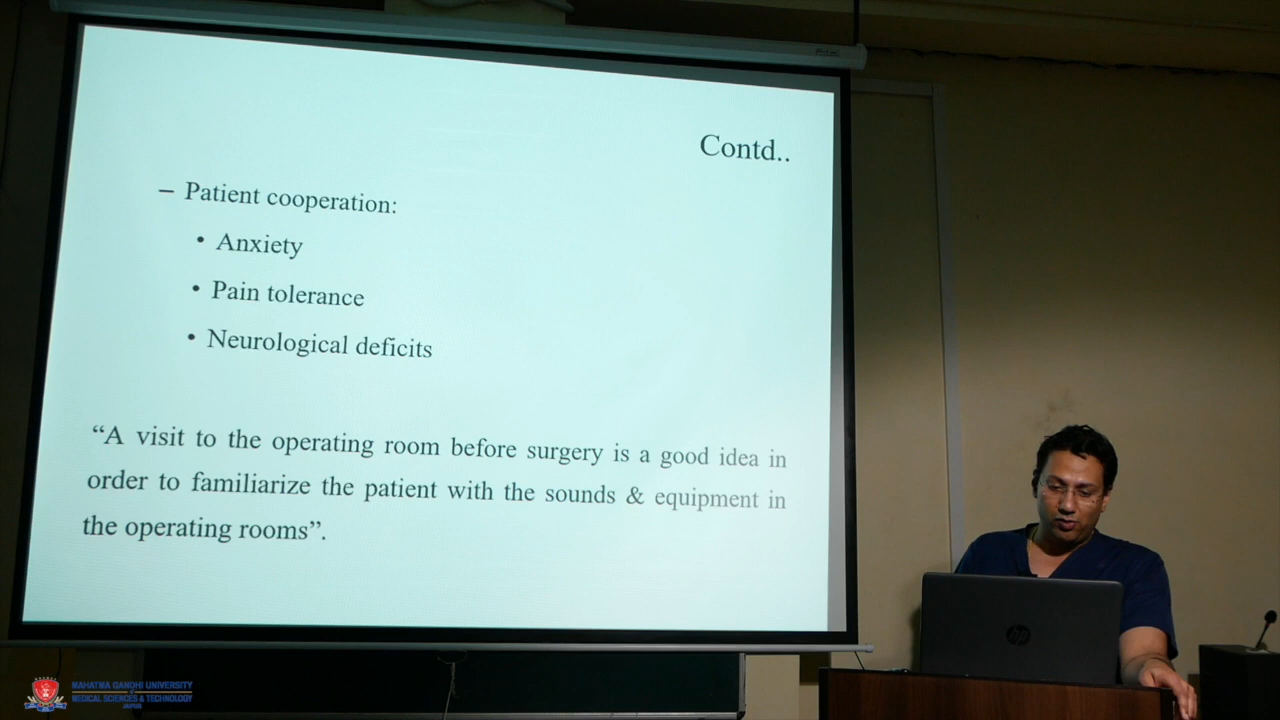 Contd..
– Patient cooperation:
• Anxiety
• Pain tolerance
• Neurological deficits
“A visit to the operating room before surgery is a good idea in
order to familiarize the patient with the sounds & equipment in
the operating rooms”.
hp
MAHATMA GANDHI UNIVERSITY
OF
MEDICAL SCIENCES & TECHNOLOGY
JAIPUR